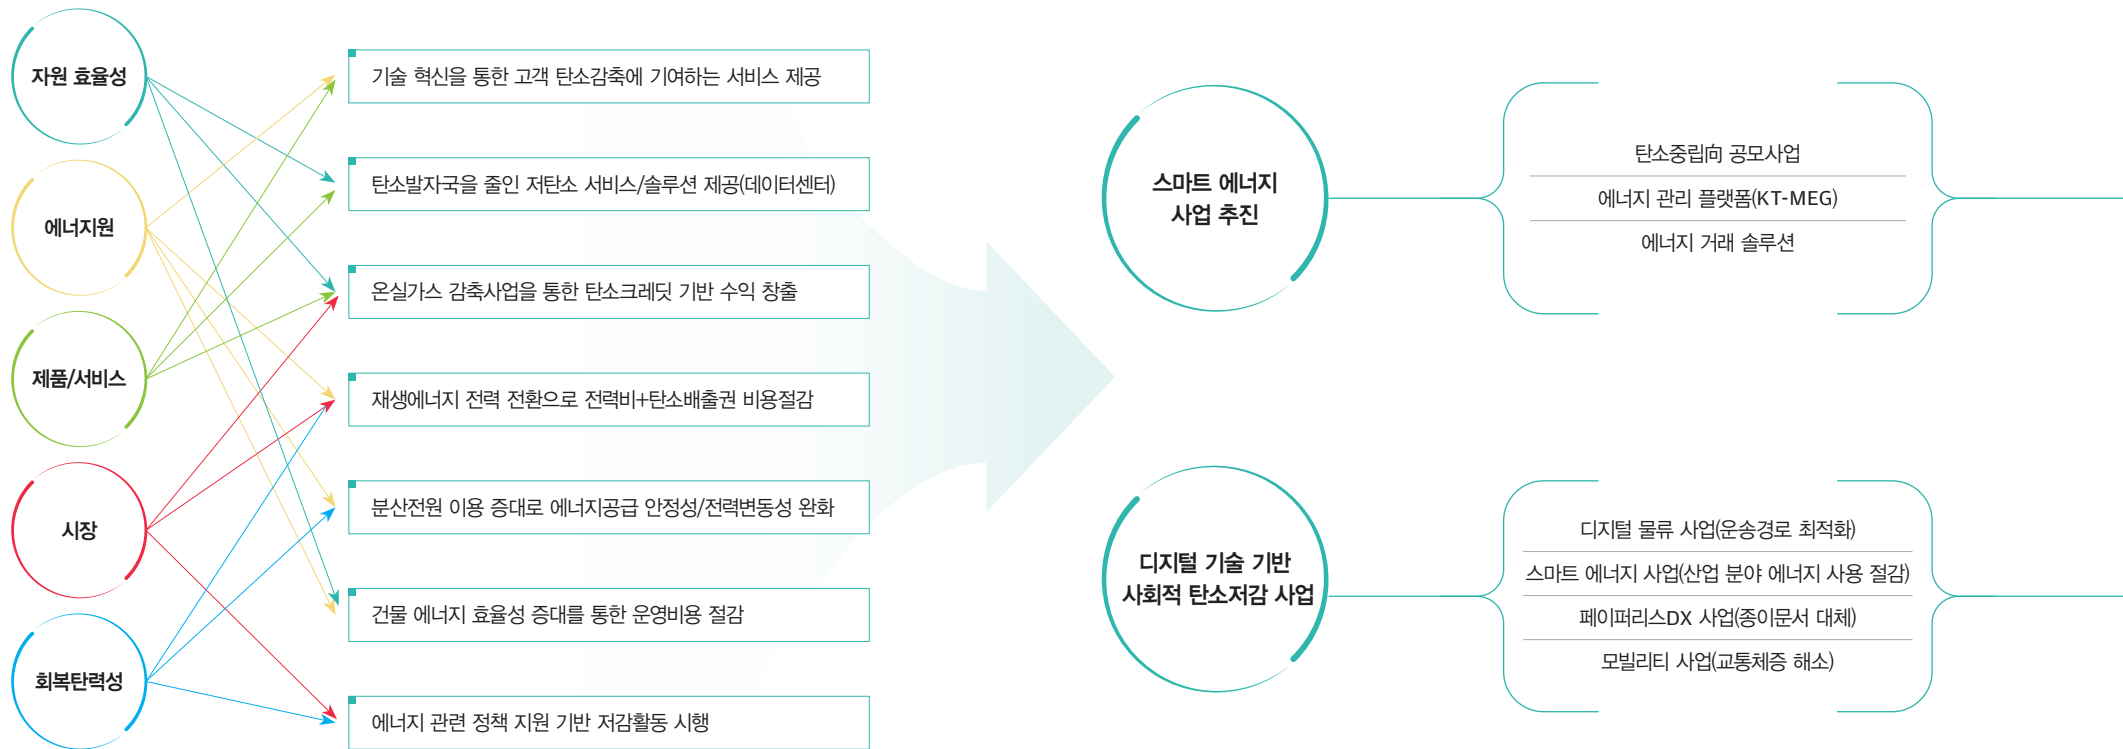 자원 효율성
에너지원
제품/서비스
시장
회복탄력성
기술 혁신을 통한 고객 탄소감축에 기여하는 서비스 제공
탄소발자국을 줄인 저탄소 서비스/솔루션 제공(데이터센터)
온실가스 감축사업을 통한 탄소크레딧 기반 수익 창출
재생에너지 전력 전환으로 전력비+탄소배출권 비용절감
분산전원 이용 증대로 에너지공급 안정성/전력변동성 완화
건물 에너지 효율성 증대를 통한 운영비용 절감
에너지 관련 정책 지원 기반 저감활동 시행
스마트 에너지
사업 추진
탄소중립向 공모사업
에너지 관리 플랫폼(KT-MEG)
에너지 거래 솔루션
디지털 기술 기반
사회적 탄소저감 사업
디지털 물류 사업(운송경로 최적화)
스마트 에너지 사업(산업 분야 에너지 사용 절감)
페이퍼리스DX 사업(종이문서 대체)
모빌리티 사업(교통체증 해소)